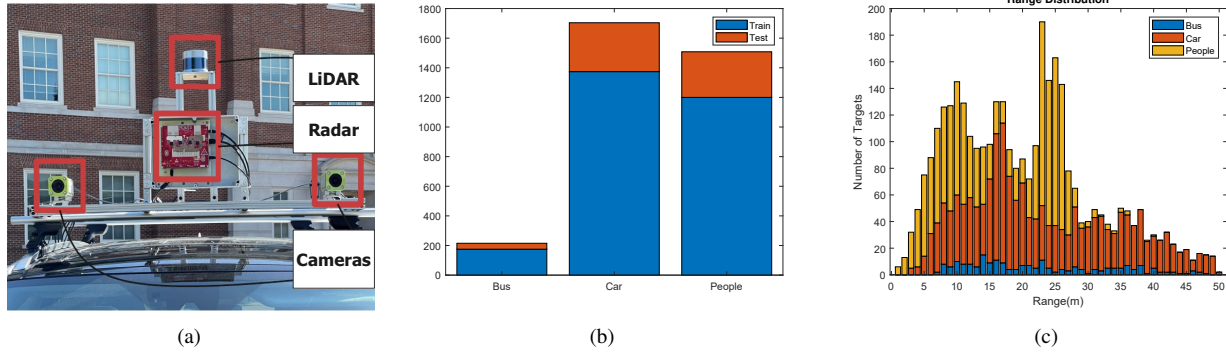 LiDAR
Radar
Cameras
(a)
1800
1600
1400
1200
1000
800
600
400
200
0
Bus
Car
People
Train
Test
(b)
Range Distribution
200
180
160
140
120
100
80
60
40
20
0
Number of Targets
0 5 10 15 20 25 30 35 40 45 50
Range(m)
Bus
Car
People
(c)